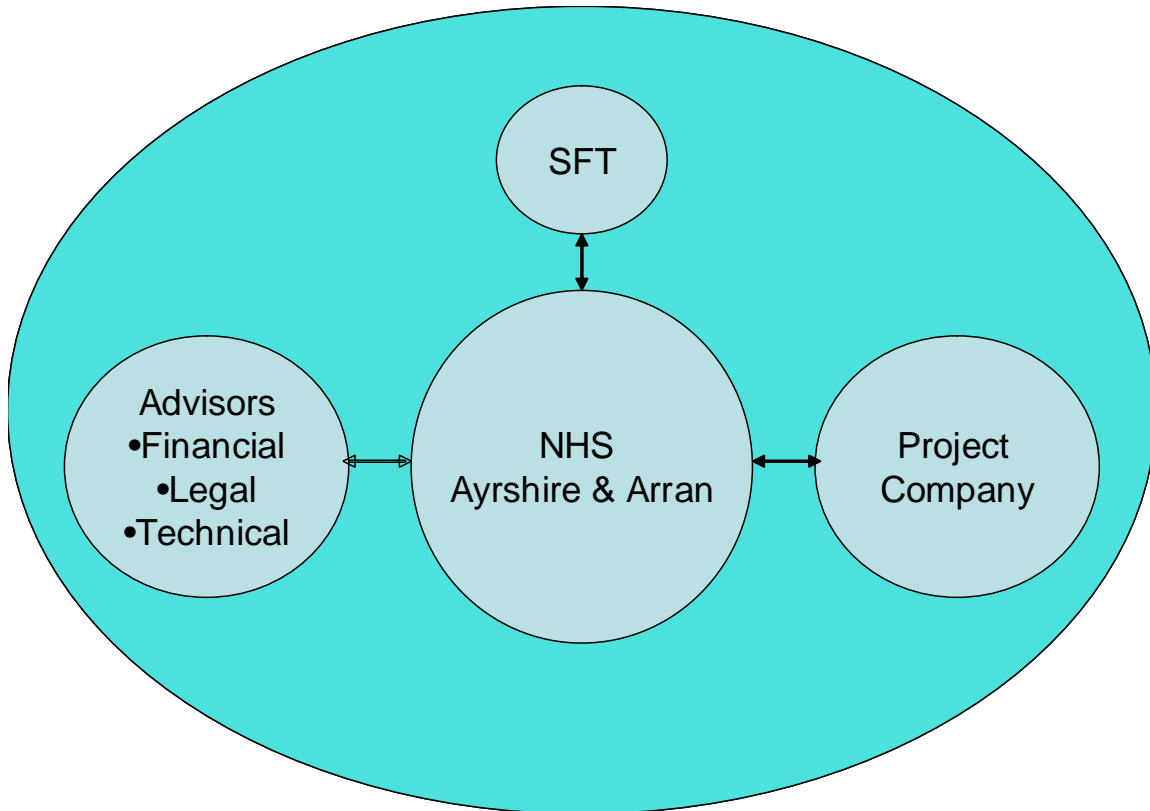 SFT
Advisors
•Financial
•Legal
•Technical
NHS
Ayrshire & Arran
Project
Company